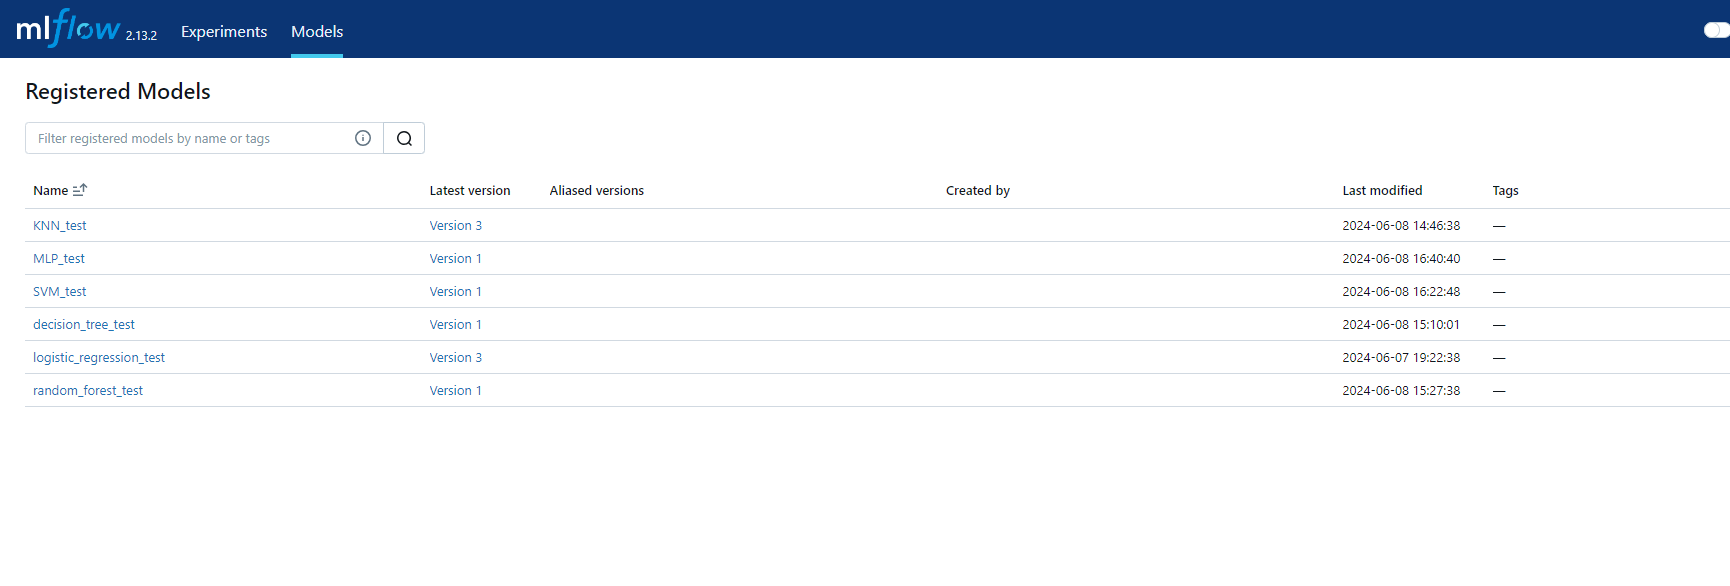 mlflow 2.13.2 Experiments Models
Registered Models
Filter registered models by name or tags
Name Latest version Aliased versions Created by Last modified Tags
KNN_test Version 3 2024-06-08 14:46:38 —
MLP_test Version 1 2024-06-08 16:40:40 —
SVM_test Version 1 2024-06-08 16:22:48 —
decision_tree_test Version 1 2024-06-08 15:10:01 —
logistic_regression_test Version 3 2024-06-07 19:22:38 —
random_forest_test Version 1 2024-06-08 15:27:38 —